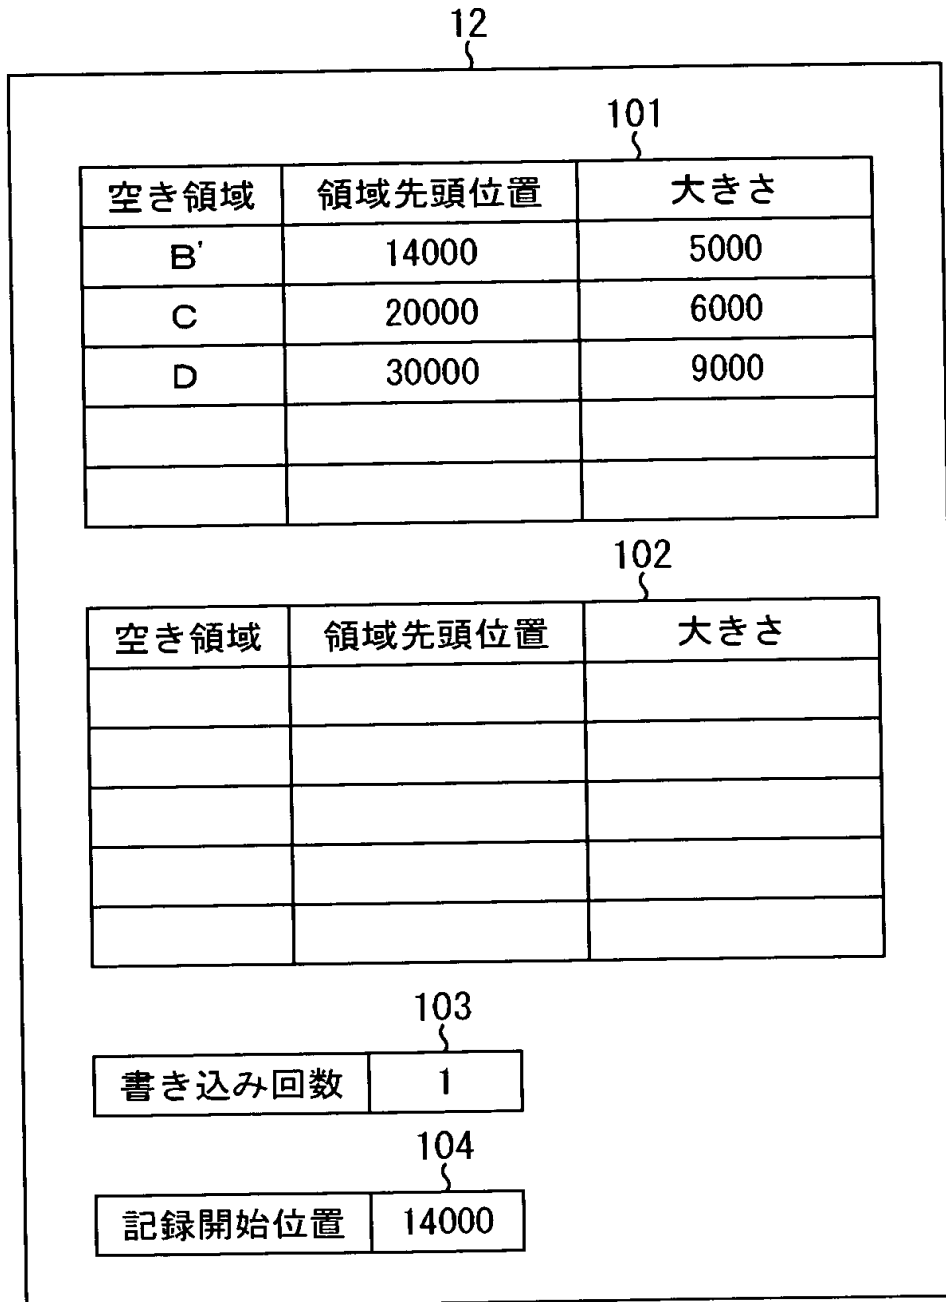 12
101
空き領域 領域先頭位置 大きさ
B' 14000 5000
C 20000 6000
D 30000 9000
102
空き領域 領域先頭位置 大きさ
103
書き込み回数 1
104
記録開始位置 14000